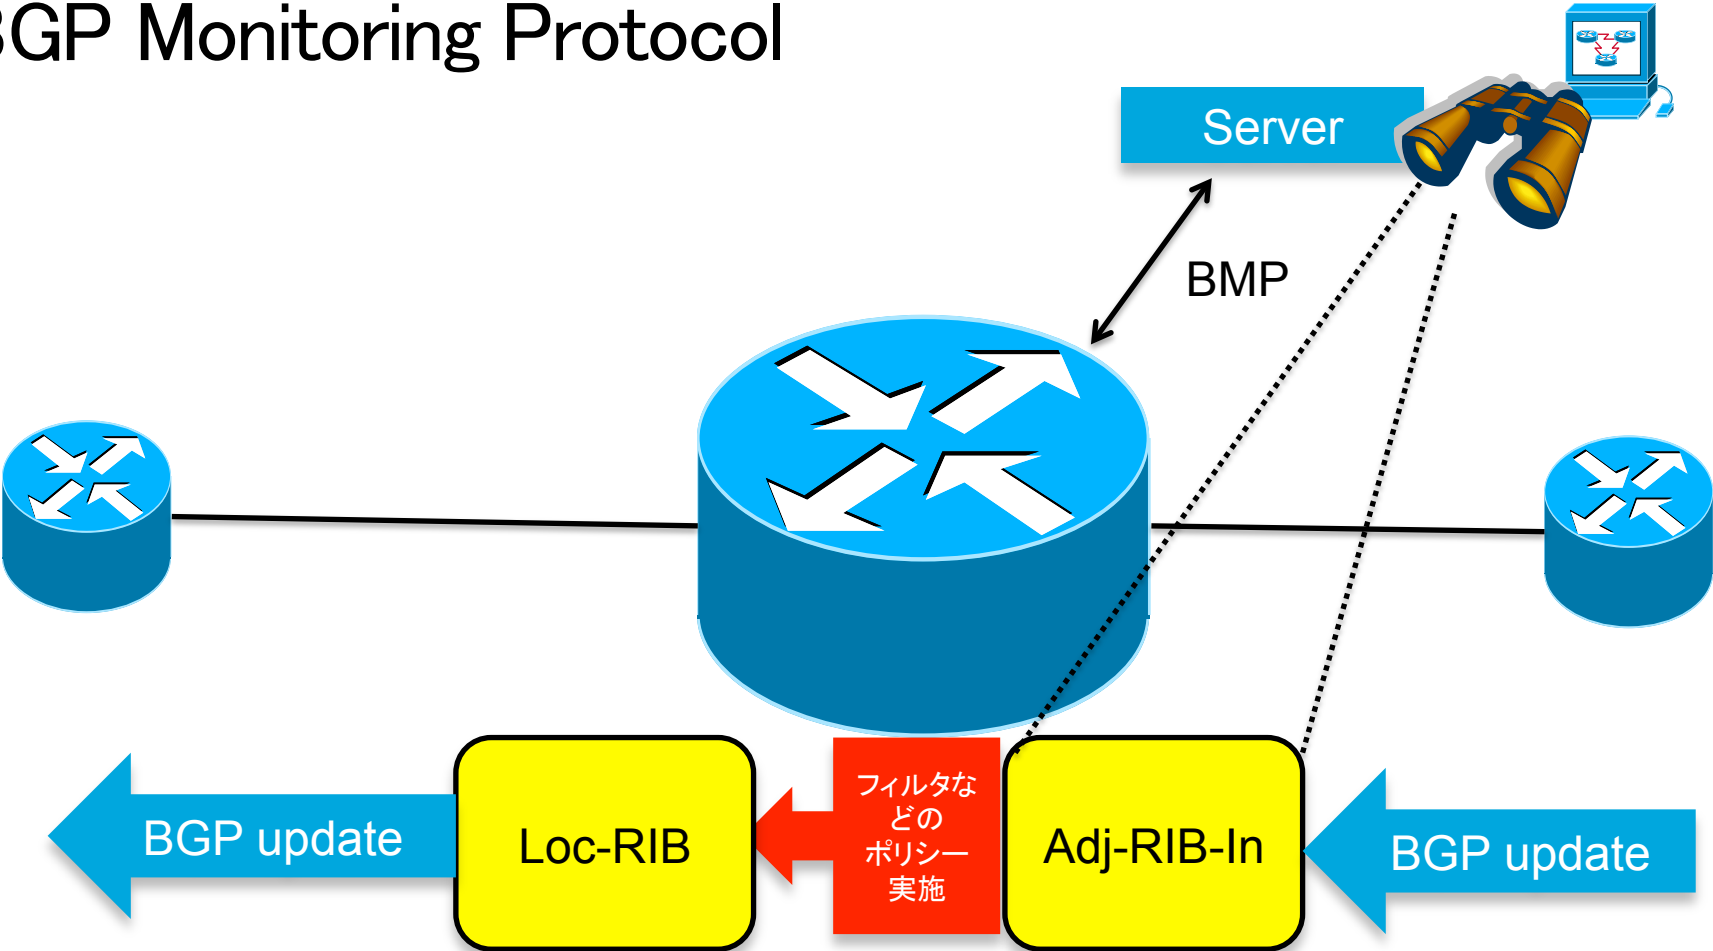 BGP Monitoring Protocol
Server
BMP
BGP update
Loc-RIB
フィルタな
どの
ポリシー
実施
Adj-RIB-In
BGP update